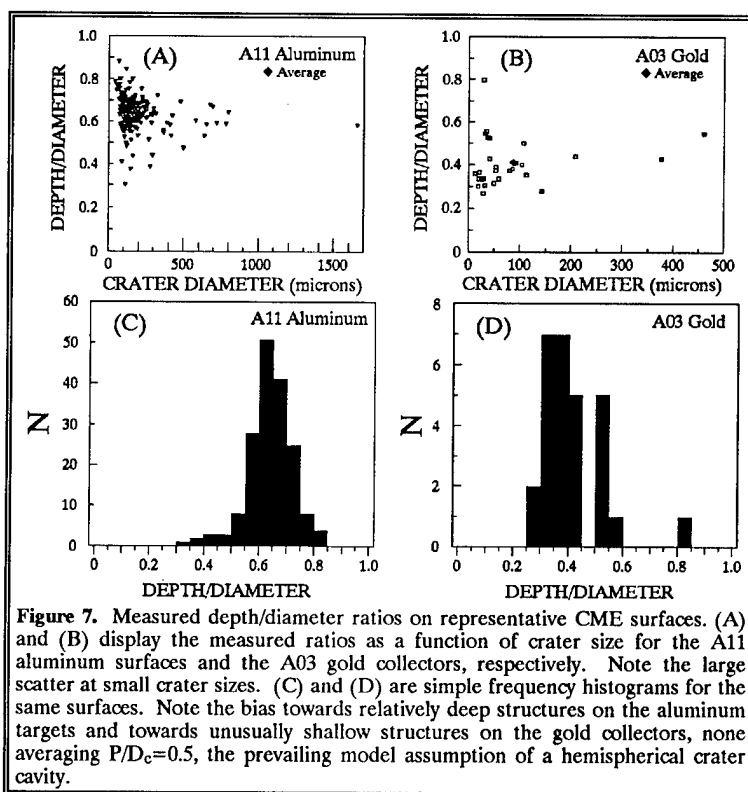 (A)
A11 Aluminum
◆ Average
DEPTH/DIAMETER
1.0
0.8
0.6
0.4
0.2
0
0 500 1000 1500
CRATER DIAMETER (microns)
(B)
A03 Gold
◆ Average
DEPTH/DIAMETER
1.0
0.8
0.6
0.4
0.2
0
0 100 200 300 400 500
CRATER DIAMETER (microns)
(C)
A11 Aluminum
N
60
50
40
30
20
10
0
0 0.2 0.4 0.6 0.8 1.0
DEPTH/DIAMETER
(D)
A03 Gold
N
8
6
4
2
0
0 0.2 0.4 0.6 0.8 1.0
DEPTH/DIAMETER
Figure 7. Measured depth/diameter ratios on representative CME surfaces. (A)
and (B) display the measured ratios as a function of crater size for the A11
aluminum surfaces and the A03 gold collectors, respectively. Note the large
scatter at small crater sizes. (C) and (D) are simple frequency histograms for the
same surfaces. Note the bias towards relatively deep structures on the aluminum
targets and towards unusually shallow structures on the gold collectors, none
averaging P/Dc=0.5, the prevailing model assumption of a hemispherical crater
cavity.